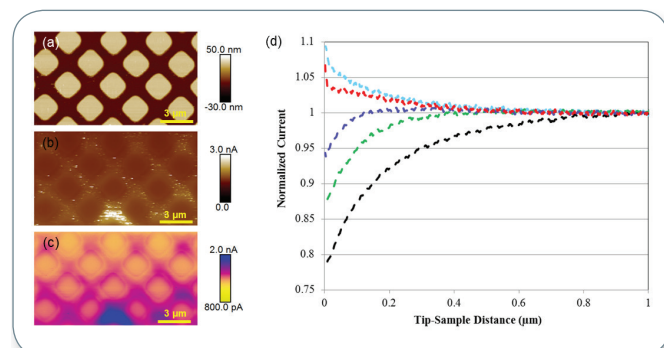 (a)
50.0 nm
-30.0 nm
3 µm
(b)
3.0 nA
0.0
3 µm
(c)
2.0 nA
800.0 pA
3 µm
(d)
1.1
1.05
1
0.95
0.9
0.85
0.8
0.75
Normalized Current
0
0.2
0.4
0.6
0.8
1
Tip-Sample Distance (µm)